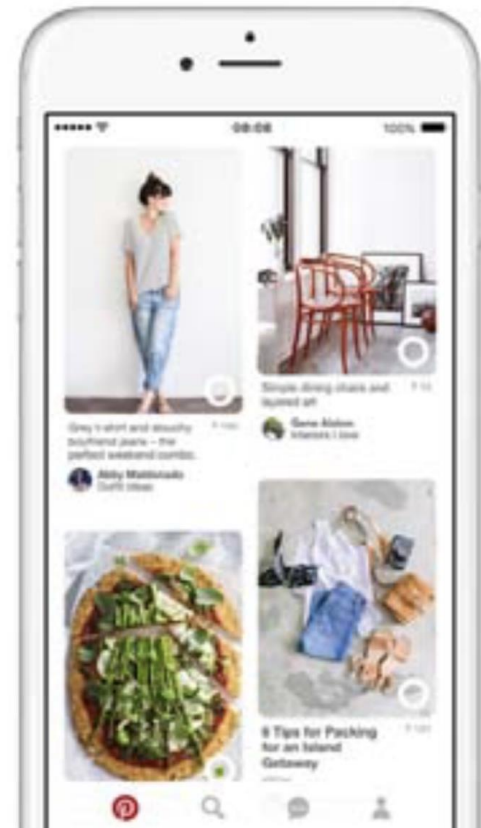 08:08
100%
Grey t-shirt and slouchy
boyfriend jeans – the
perfect weekend combo.
Abby Maldonado
Outfit Ideas
Simple dining chairs and
layered art
Gene Alston
Interiors I love
6 Tips for Packing
for an Island
Getaway